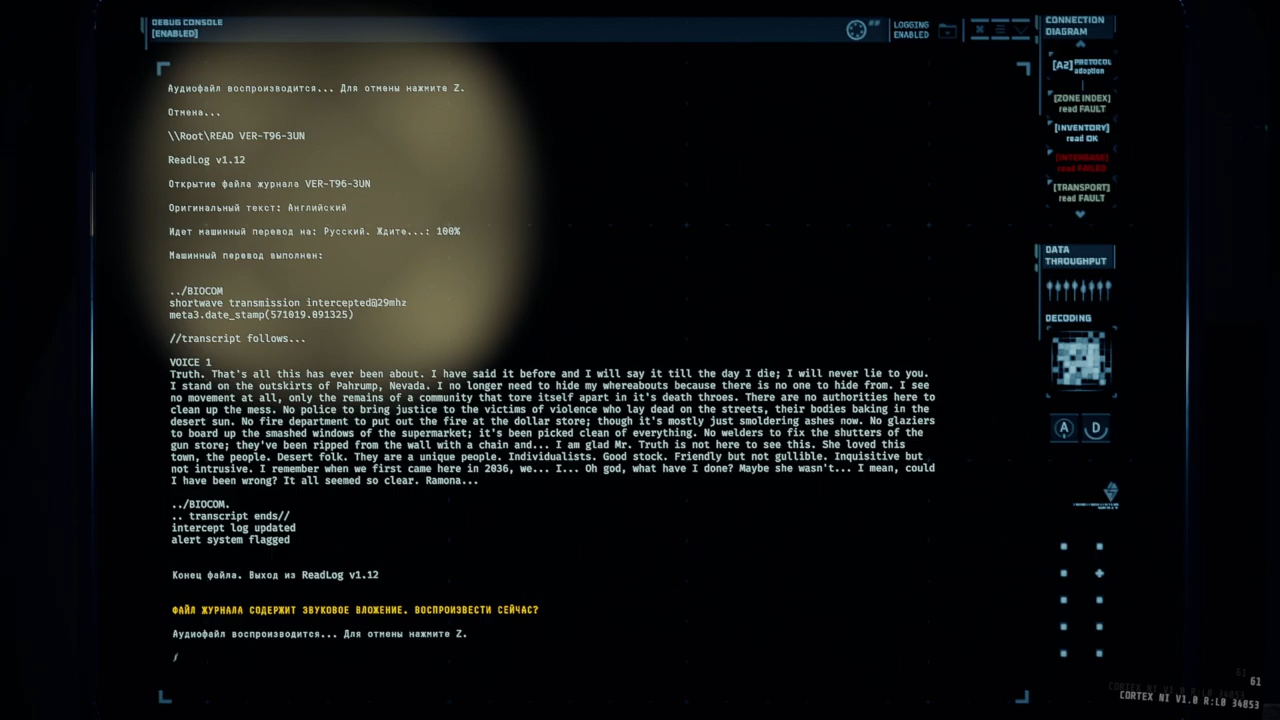 DEBUG CONSOLE
[ENABLED]
LOGGING
ENABLED
CONNECTION
DIAGRAM
[A2] PROTOCOL
adoption
[ZONE INDEX]
read FAULT
[INVENTORY]
read OK
[INTERBASE]
read FAILED
[TRANSPORT]
read FAULT
DATA
THROUGHPUT
DECODING
A D
Аудиофайл воспроизводится... Для отмены нажмите Z.
Отмена...
\\Root\READ VER-T96-3UN
ReadLog v1.12
Открытие файла журнала VER-T96-3UN
Оригинальный текст: Английский
Идет машинный перевод на: Русский. Ждите...: 100%
Машинный перевод выполнен:
../BIOCOM
shortwave transmission intercepted@29mhz
meta3.date_stamp(571019.091325)
//transcript follows...
VOICE 1
Truth. That's all this has ever been about. I have said it before and I will say it till the day I die; I will never lie to you.
I stand on the outskirts of Pahrump, Nevada. I no longer need to hide my whereabouts because there is no one to hide from. I see
no movement at all, only the remains of a community that tore itself apart in it's death throes. There are no authorities here to
clean up the mess. No police to bring justice to the victims of violence who lay dead on the streets, their bodies baking in the
desert sun. No fire department to put out the fire at the dollar store; though it's mostly just smoldering ashes now. No glaziers
to board up the smashed windows of the supermarket; it's been picked clean of everything. No welders to fix the shutters of the
gun store; they've been ripped from the wall with a chain and... I am glad Mr. Truth is not here to see this. She loved this
town, the people. Desert folk. They are a unique people. Individualists. Good stock. Friendly but not gullible. Inquisitive but
not intrusive. I remember when we first came here in 2036, we... I... Oh god, what have I done? Maybe she wasn't... I mean, could
I have been wrong? It all seemed so clear. Ramona...
../BIOCOM.
.. transcript ends//
intercept log updated
alert system flagged
Конец файла. Выход из ReadLog v1.12
ФАЙЛ ЖУРНАЛА СОДЕРЖИТ ЗВУКОВОЕ ВЛОЖЕНИЕ. ВОСПРОИЗВЕСТИ СЕЙЧАС?
Аудиофайл воспроизводится... Для отмены нажмите Z.
/
61
CORTEX NI V1.0 R:L0 34853